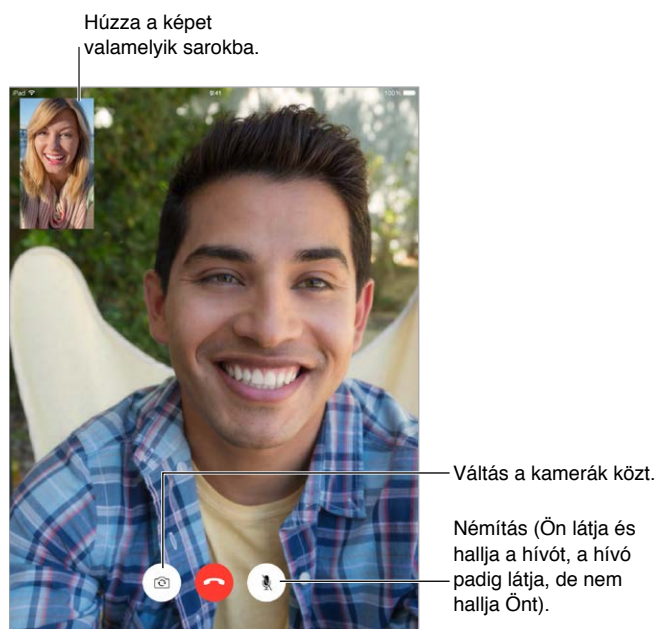 Húzza a képet
valamelyik sarokba.
iPad 9:41 100%
Váltás a kamerák közt.
Némítás (Ön látja és
hallja a hívót, a hívó
padig látja, de nem
hallja Önt).